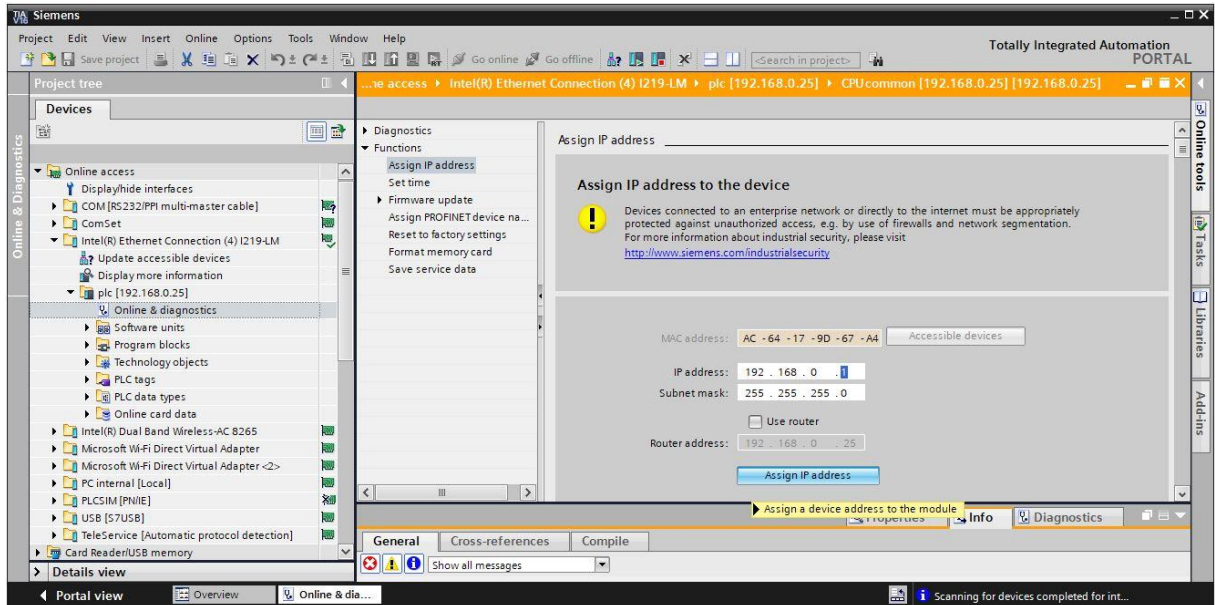 TIA V16 Siemens
Project Edit View Insert Online Options Tools Window Help
Totally Integrated Automation
PORTAL
Save project Go online Go offline <Search in project>
Project tree
...ne access Intel(R) Ethernet Connection (4) I219-LM plc [192.168.0.25] CPUcommon [192.168.0.25] [192.168.0.25]
Devices
Online & Diagnostics
Online access
Display/hide interfaces
COM [RS232/PPI multi-master cable]
ComSet
Intel(R) Ethernet Connection (4) I219-LM
Update accessible devices
Display more information
plc [192.168.0.25]
Online & diagnostics
Software units
Program blocks
Technology objects
PLC tags
PLC data types
Online card data
Intel(R) Dual Band Wireless-AC 8265
Microsoft Wi-Fi Direct Virtual Adapter
Microsoft Wi-Fi Direct Virtual Adapter <2>
PC internal [Local]
PLCSIM [PN/IE]
USB [S7USB]
TeleService [Automatic protocol detection]
Card Reader/USB memory
Details view
Diagnostics
Functions
Assign IP address
Set time
Firmware update
Assign PROFINET device na...
Reset to factory settings
Format memory card
Save service data
Assign IP address
Assign IP address to the device
Devices connected to an enterprise network or directly to the internet must be appropriately
protected against unauthorized access, e.g. by use of firewalls and network segmentation.
For more information about industrial security, please visit
http://www.siemens.com/industrialsecurity
MAC address: AC -64 -17 -9D -67 -A4 Accessible devices
IP address: 192 . 168 . 0 . 1
Subnet mask: 255 . 255 . 255 . 0
Use router
Router address: 192 . 168 . 0 . 25
Assign IP address
Assign a device address to the module
Properties Info Diagnostics
General Cross-references Compile
Show all messages
Online tools
Tasks
Libraries
Add-ins
Portal view Overview Online & dia... Scanning for devices completed for int...